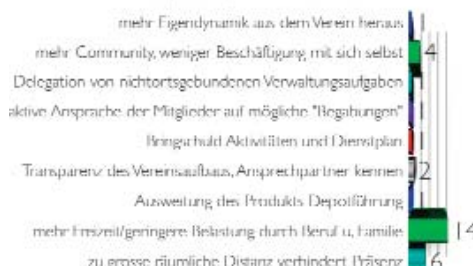 mehr Eigendynamik aus dem Verein heraus
mehr Community, weniger Beschäftigung mit sich selbst 4
Delegation von nichtortsgebundenen Verwaltungsaufgaben
aktive Ansprache der Mitglieder auf mögliche "Begabungen"
Bringschuld Aktivitäten und Dienstplan
Transparenz des Vereinsaufbaus, Ansprechpartner kennen 2
Ausweitung des Produkts Depotführung
mehr Freizeit/geringere Belastung durch Beruf u. Familie 14
zu grosse räumliche Distanz verhindert Präsenz 6